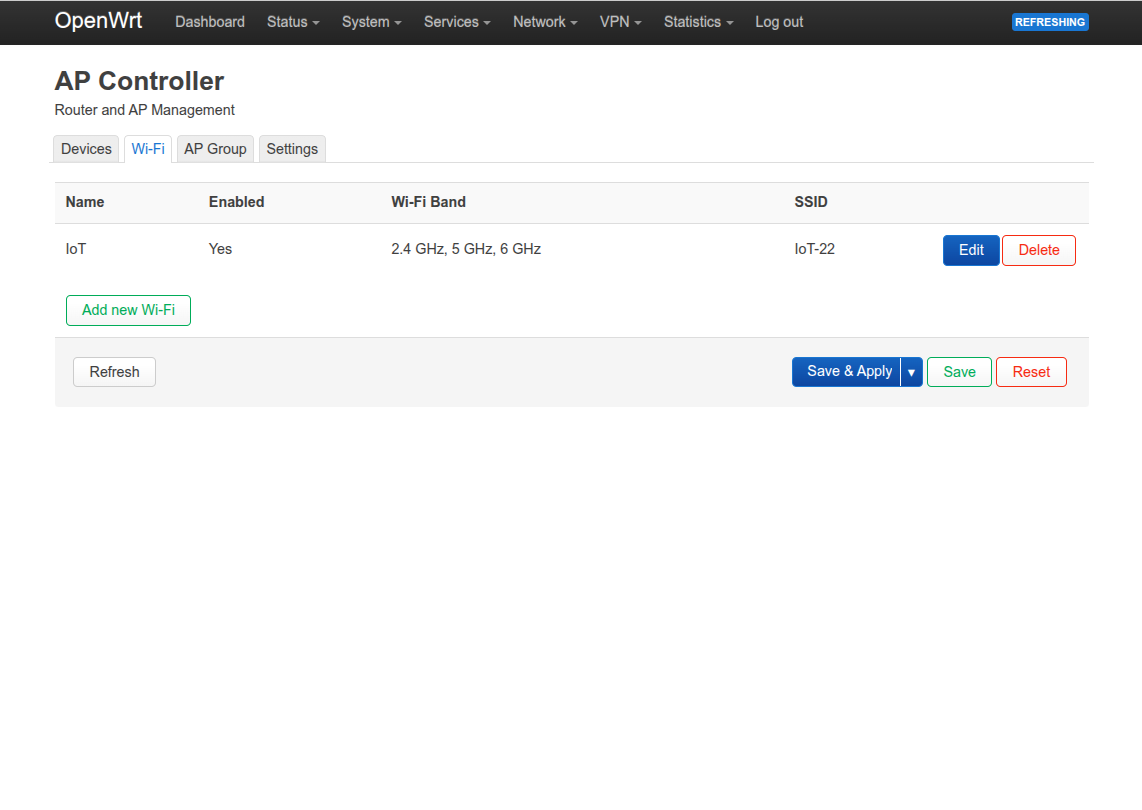 OpenWrt Dashboard Status System Services Network VPN Statistics Log out REFRESHING
AP Controller
Router and AP Management
Devices Wi-Fi AP Group Settings
Name Enabled Wi-Fi Band SSID
IoT Yes 2.4 GHz, 5 GHz, 6 GHz IoT-22 Edit Delete
Add new Wi-Fi
Refresh Save & Apply Save Reset